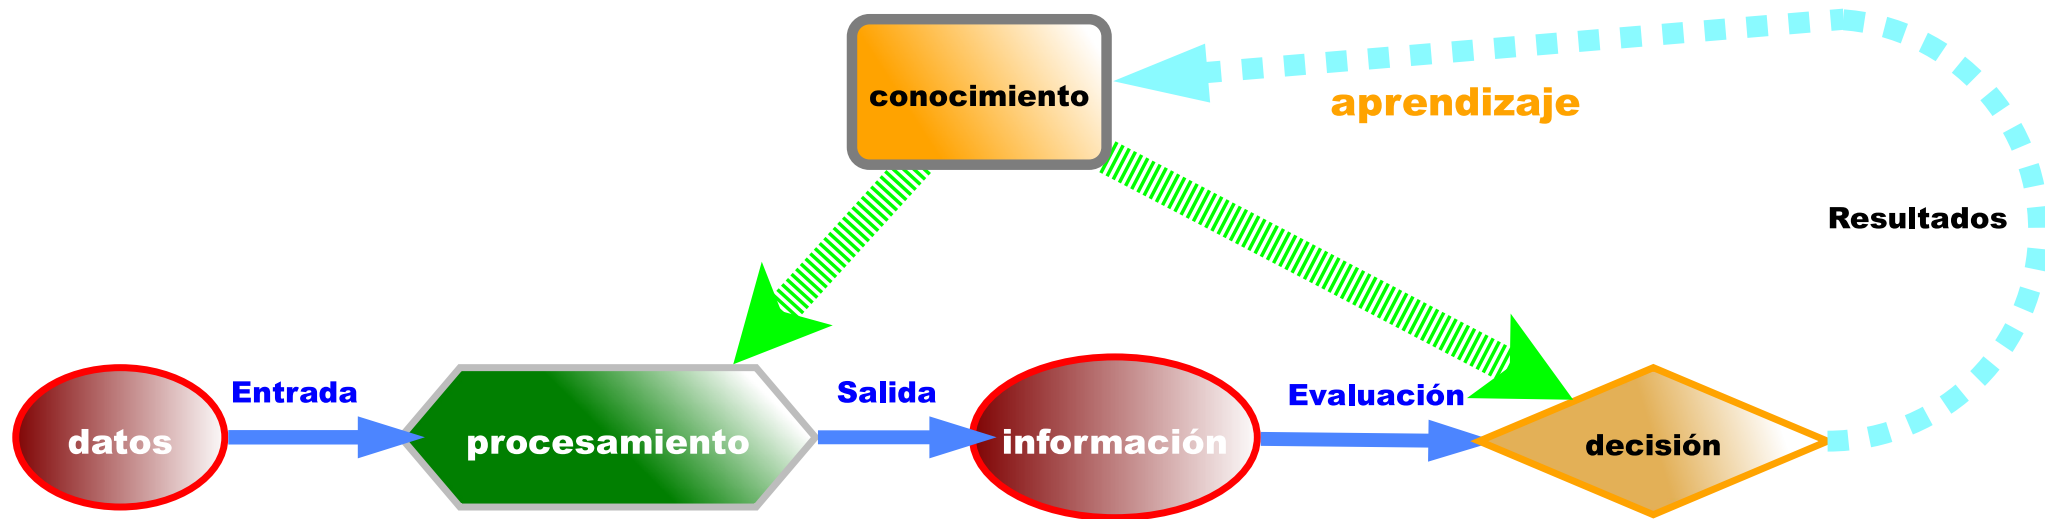 conocimiento
aprendizaje
Resultados
Entrada
Salida
Evaluación
datos
procesamiento
información
decisión